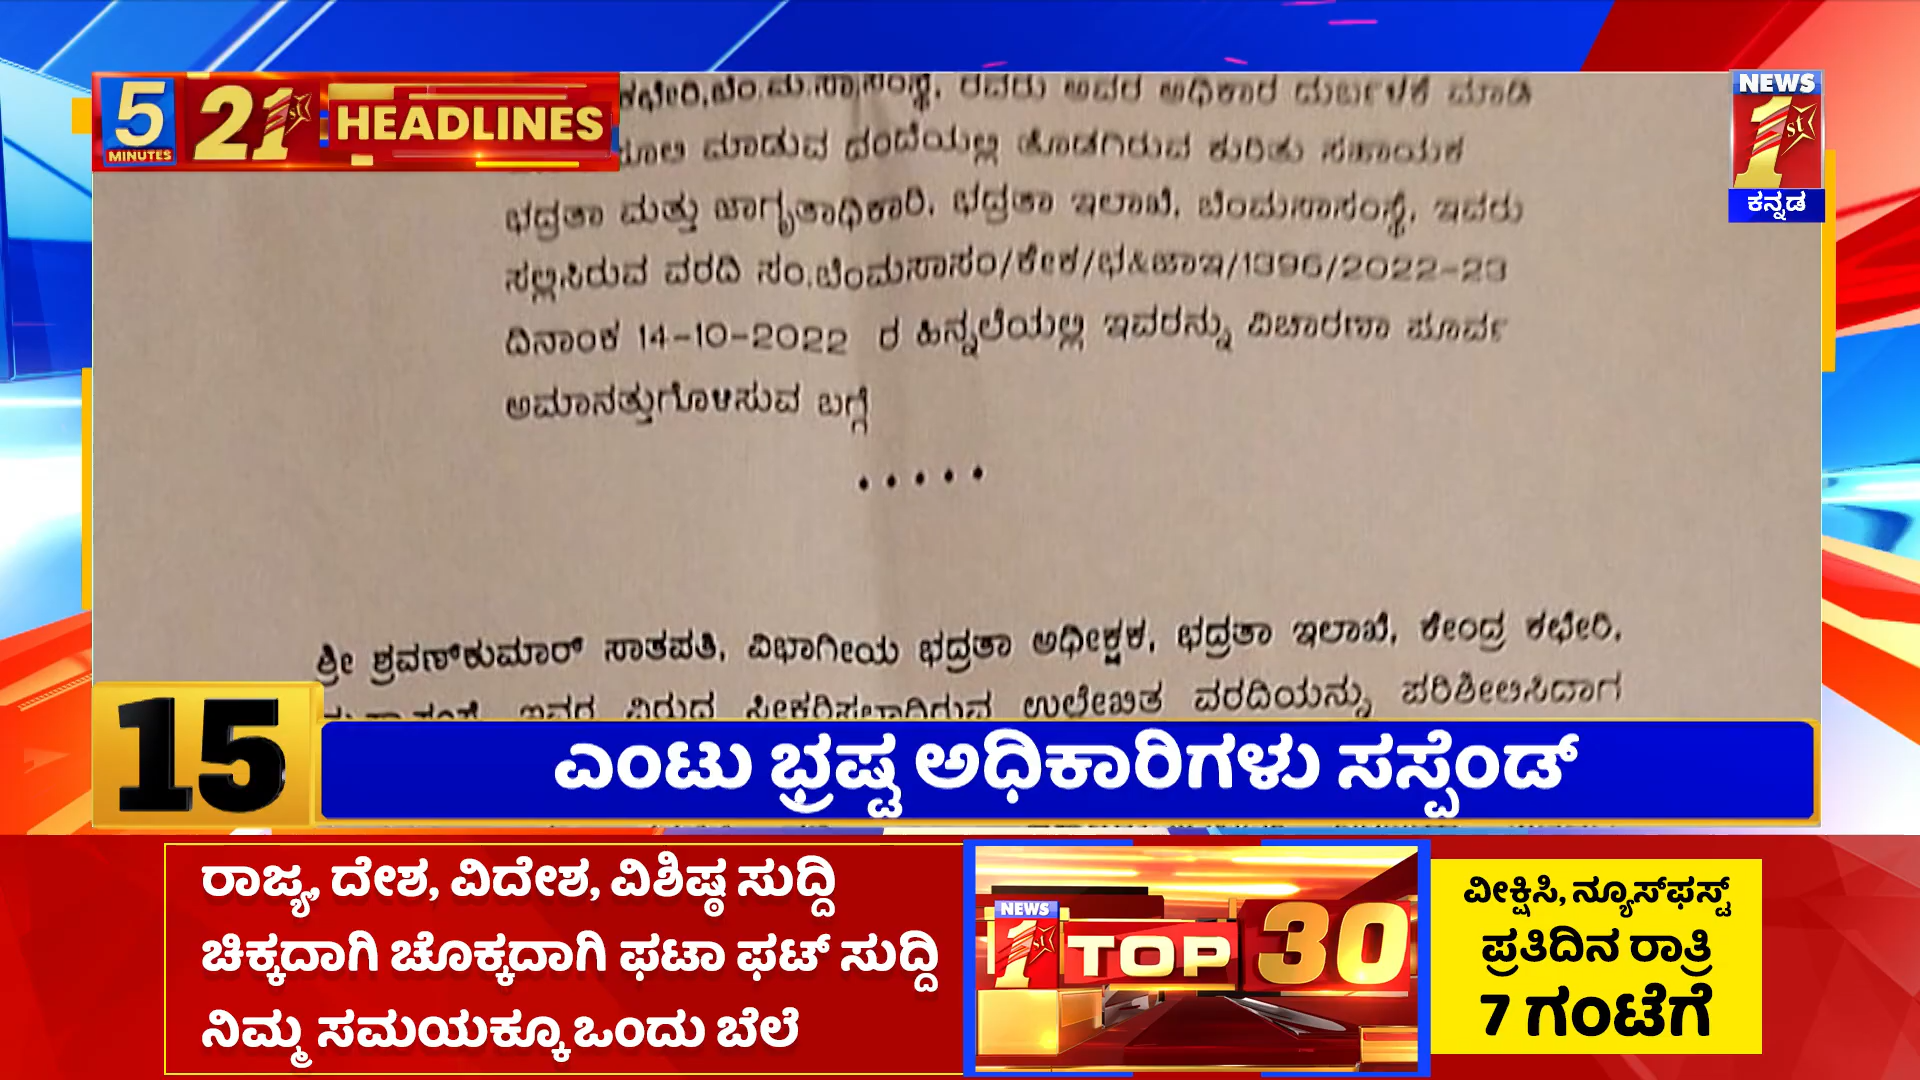 5 MINUTES 21 1st HEADLINES
NEWS 1st ಕನ್ನಡ
ಕಛೇರಿ,ಬೆಂ.ಮ.ಸಾ.ಸಂಸ್ಥೆ, ರವರು ಅವರ ಅಧಿಕಾರ ದುರ್ಬಳಕೆ ಮಾಡಿ
ಮಾಡುವ ದಂದೆಯಲ್ಲಿ ತೊಡಗಿರುವ ಕುರಿತು ಸಹಾಯಕ
ಭದ್ರತಾ ಮತ್ತು ಜಾಗೃತಾಧಿಕಾರಿ, ಭದ್ರತಾ ಇಲಾಖೆ, ಬೆಂಮಸಾಸಂಸ್ಥೆ, ಇವರು
ಸಲ್ಲಿಸಿರುವ ವರದಿ ಸಂ.ಬೆಂಮಸಾಸಂ/ಕೇಕ/ಭ&ಜಾಇ/1396/2022-23
ದಿನಾಂಕ 14-10-2022 ರ ಹಿನ್ನಲೆಯಲ್ಲಿ ಇವರನ್ನು ವಿಚಾರಣಾ ಪೂರ್ವ
ಅಮಾನತ್ತುಗೊಳಿಸುವ ಬಗ್ಗೆ
.....
ಶ್ರೀ ಶ್ರವಣ್‌ಕುಮಾರ್ ಸಾತಪತಿ, ವಿಭಾಗೀಯ ಭದ್ರತಾ ಅಧೀಕ್ಷಕ, ಭದ್ರತಾ ಇಲಾಖೆ, ಕೇಂದ್ರ ಕಛೇರಿ,
ಇವರ ವಿರುದ್ಧ ಸ್ವೀಕರಿಸಲಾಗಿರುವ ಉಲ್ಲೇಖಿತ ವರದಿಯನ್ನು ಪರಿಶೀಲಿಸಿದಾಗ
15
ಎಂಟು ಭ್ರಷ್ಟ ಅಧಿಕಾರಿಗಳು ಸಸ್ಪೆಂಡ್
ರಾಜ್ಯ, ದೇಶ, ವಿದೇಶ, ವಿಶಿಷ್ಠ ಸುದ್ದಿ
ಚಿಕ್ಕದಾಗಿ ಚೊಕ್ಕದಾಗಿ ಫಟಾ ಫಟ್ ಸುದ್ದಿ
ನಿಮ್ಮ ಸಮಯಕ್ಕೂ ಒಂದು ಬೆಲೆ
NEWS 1st TOP 30
ವೀಕ್ಷಿಸಿ, ನ್ಯೂಸ್‌ಫಸ್ಟ್
ಪ್ರತಿದಿನ ರಾತ್ರಿ
7 ಗಂಟೆಗೆ